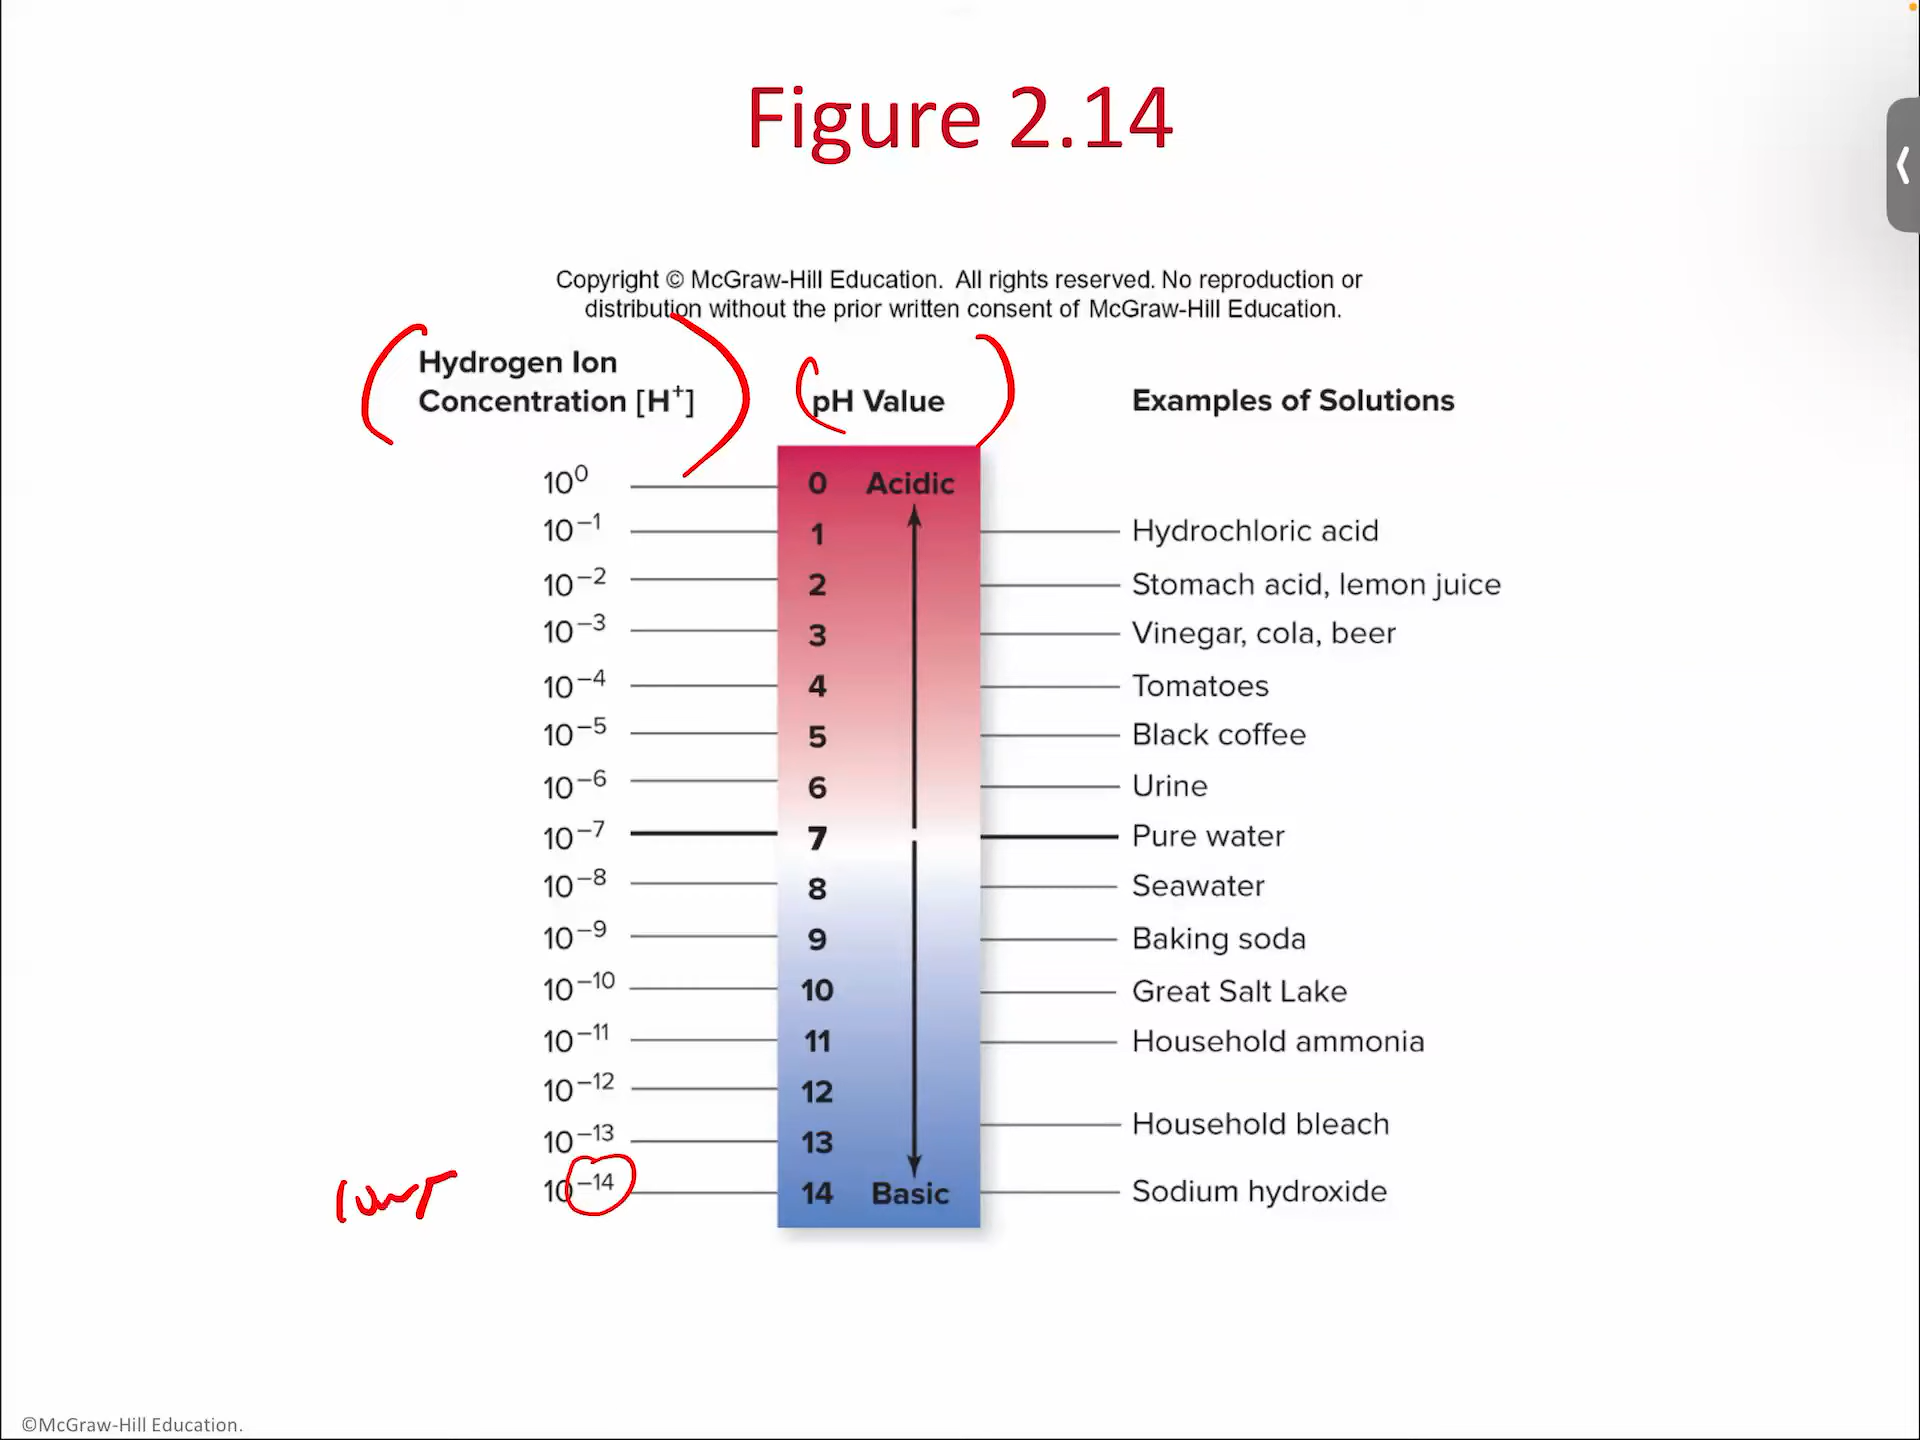 Figure 2.14
Copyright © McGraw-Hill Education.  All rights reserved. No reproduction or
distribution without the prior written consent of McGraw-Hill Education.
Hydrogen Ion
Concentration [H⁺]
pH Value
Examples of Solutions
10⁰ 0 Acidic
10⁻¹ 1 Hydrochloric acid
10⁻² 2 Stomach acid, lemon juice
10⁻³ 3 Vinegar, cola, beer
10⁻⁴ 4 Tomatoes
10⁻⁵ 5 Black coffee
10⁻⁶ 6 Urine
10⁻⁷ 7 Pure water
10⁻⁸ 8 Seawater
10⁻⁹ 9 Baking soda
10⁻¹⁰ 10 Great Salt Lake
10⁻¹¹ 11 Household ammonia
10⁻¹² 12
Household bleach
10⁻¹³ 13
10⁻¹⁴ 14 Basic Sodium hydroxide
©McGraw-Hill Education.